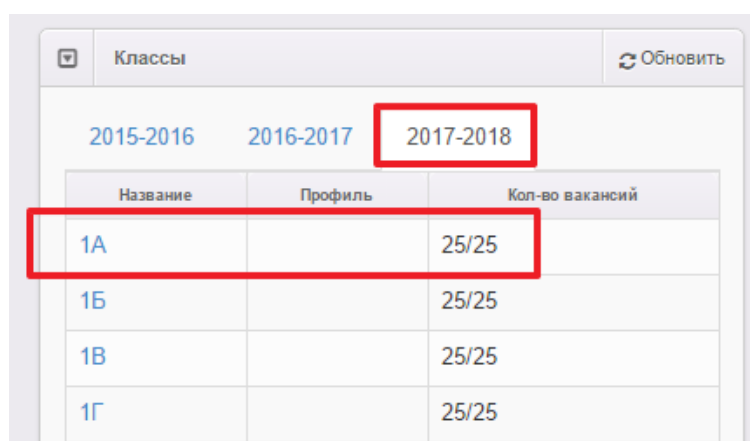 Классы Обновить
2015-2016 2016-2017 2017-2018
Название Профиль Кол-во вакансий
1А 25/25
1Б 25/25
1В 25/25
1Г 25/25